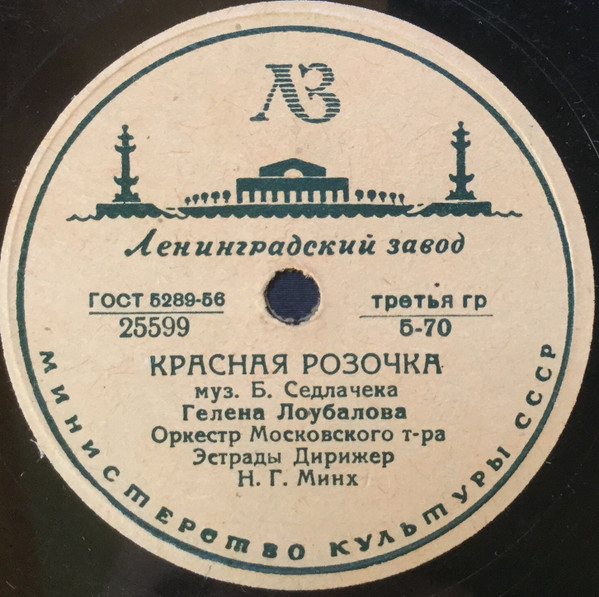 ЛЗ
Ленинградский завод
ГОСТ 5289-56
25599
третья гр
5-70
КРАСНАЯ РОЗОЧКА
муз. Б. Седлачека
Гелена Лоубалова
Оркестр Московского т-ра
Эстрады Дирижер
Н. Г. Минх
МИНИСТЕРСТВО КУЛЬТУРЫ СССР